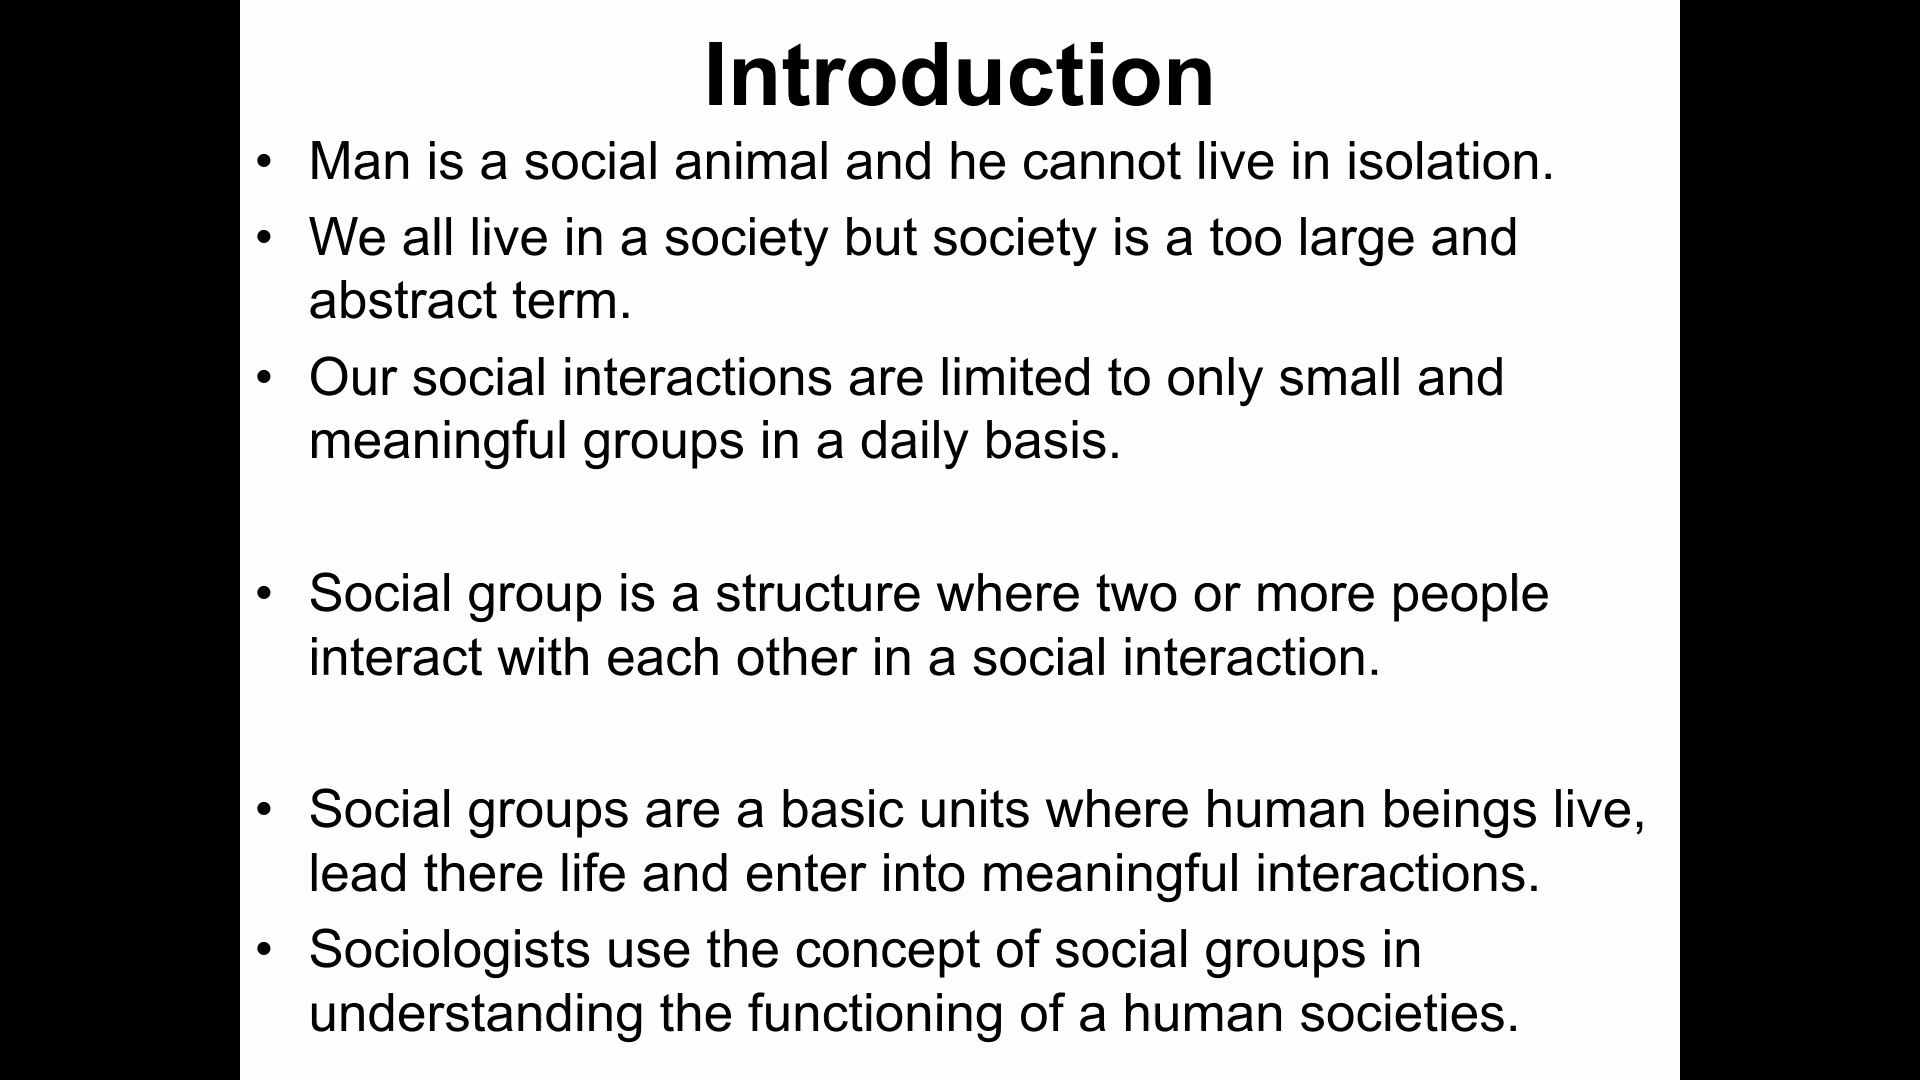 Introduction
• Man is a social animal and he cannot live in isolation.
• We all live in a society but society is a too large and
abstract term.
• Our social interactions are limited to only small and
meaningful groups in a daily basis.
• Social group is a structure where two or more people
interact with each other in a social interaction.
• Social groups are a basic units where human beings live,
lead there life and enter into meaningful interactions.
• Sociologists use the concept of social groups in
understanding the functioning of a human societies.